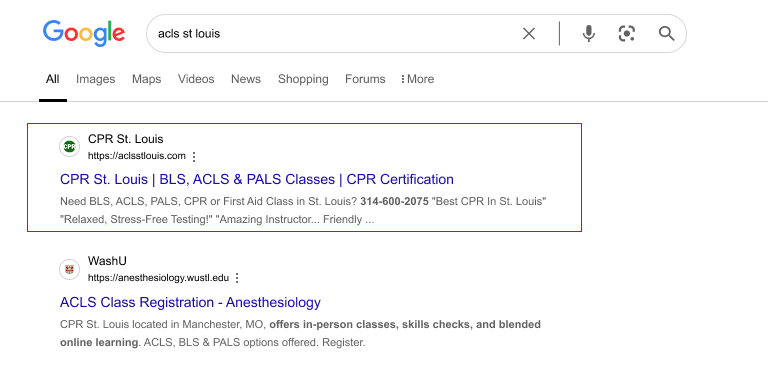 Google
acls st louis
All Images Maps Videos News Shopping Forums More
CPR
CPR St. Louis
https://aclsstlouis.com
CPR St. Louis | BLS, ACLS & PALS Classes | CPR Certification
Need BLS, ACLS, PALS, CPR or First Aid Class in St. Louis? 314-600-2075 "Best CPR In St. Louis"
"Relaxed, Stress-Free Testing!" "Amazing Instructor... Friendly ...
WashU
https://anesthesiology.wustl.edu
ACLS Class Registration - Anesthesiology
CPR St. Louis located in Manchester, MO, offers in-person classes, skills checks, and blended
online learning. ACLS, BLS & PALS options offered. Register.